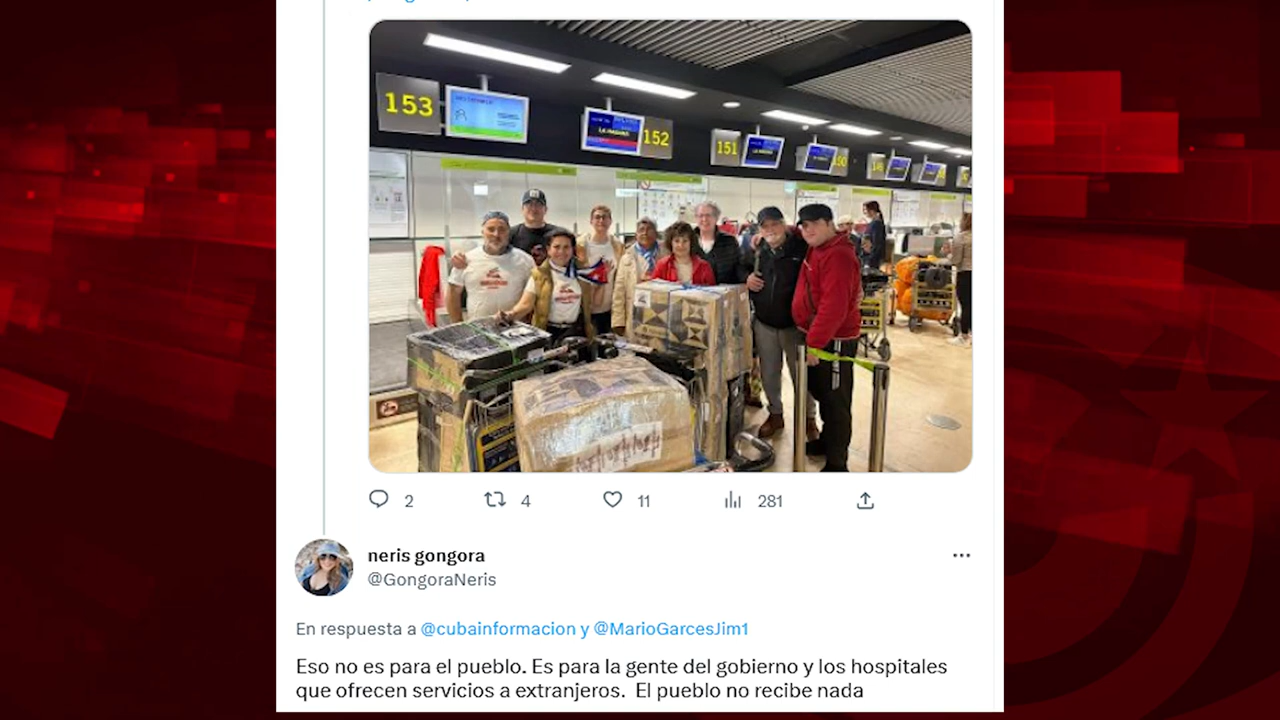 153
152
LA HABANA
151
150
2
4
11
281
neris gongora
@GongoraNeris
En respuesta a @cubainformacion y @MarioGarcesJim1
Eso no es para el pueblo. Es para la gente del gobierno y los hospitales
que ofrecen servicios a extranjeros. El pueblo no recibe nada